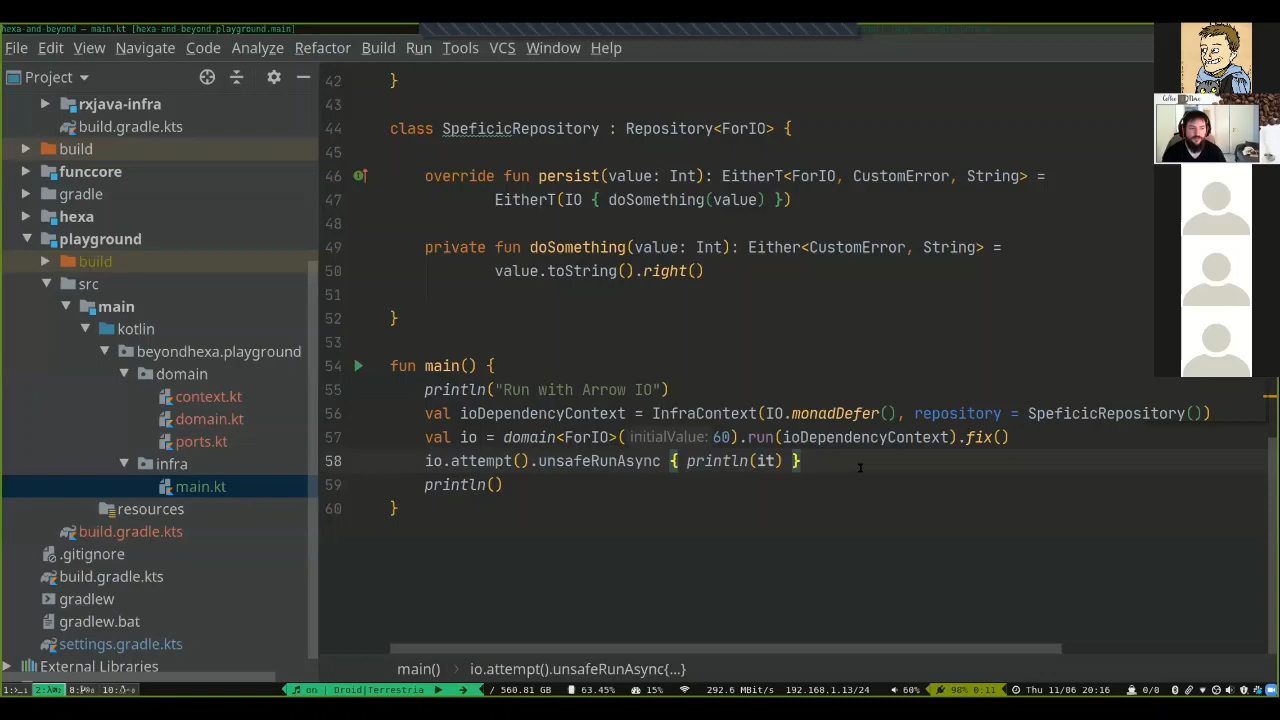 hexa-and-beyond – main.kt [hexa-and-beyond.playground.main]
File Edit View Navigate Code Analyze Refactor Build Run Tools VCS Window Help
Project
rxjava-infra
build.gradle.kts
build
funccore
gradle
hexa
playground
build
src
main
kotlin
beyondhexa.playground
domain
context.kt
domain.kt
ports.kt
infra
main.kt
resources
build.gradle.kts
.gitignore
build.gradle.kts
gradlew
gradlew.bat
settings.gradle.kts
External Libraries
42 }
43
44 class SpeficicRepository : Repository<ForIO> {
45
46 override fun persist(value: Int): EitherT<ForIO, CustomError, String> =
47 EitherT(IO { doSomething(value) })
48
49 private fun doSomething(value: Int): Either<CustomError, String> =
50 value.toString().right()
51
52 }
53
54 fun main() {
55 println("Run with Arrow IO")
56 val ioDependencyContext = InfraContext(IO.monadDefer(), repository = SpeficicRepository())
57 val io = domain<ForIO>( initialValue: 60).run(ioDependencyContext).fix()
58 io.attempt().unsafeRunAsync { println(it) }
59 println()
60 }
main() › io.attempt().unsafeRunAsync{...}
on | Droid|Terrestria / 560.81 GB 63.45% 15% 292.6 MBit/s 192.168.1.13/24 60% 98% 0:11 Thu 11/06 20:16 0/0